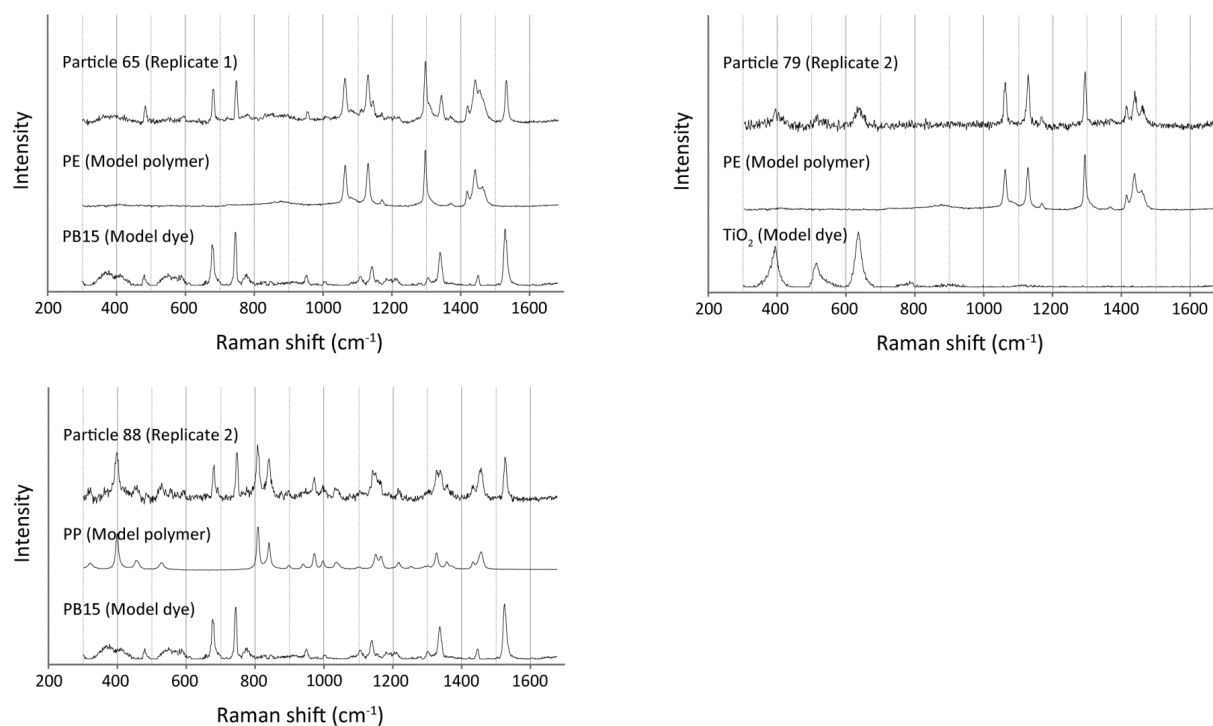 Particle 65 (Replicate 1)
PE (Model polymer)
PB15 (Model dye)
Intensity
200 400 600 800 1000 1200 1400 1600
Raman shift (cm⁻¹)
Particle 79 (Replicate 2)
PE (Model polymer)
TiO₂ (Model dye)
Intensity
200 400 600 800 1000 1200 1400 1600
Raman shift (cm⁻¹)
Particle 88 (Replicate 2)
PP (Model polymer)
PB15 (Model dye)
Intensity
200 400 600 800 1000 1200 1400 1600
Raman shift (cm⁻¹)